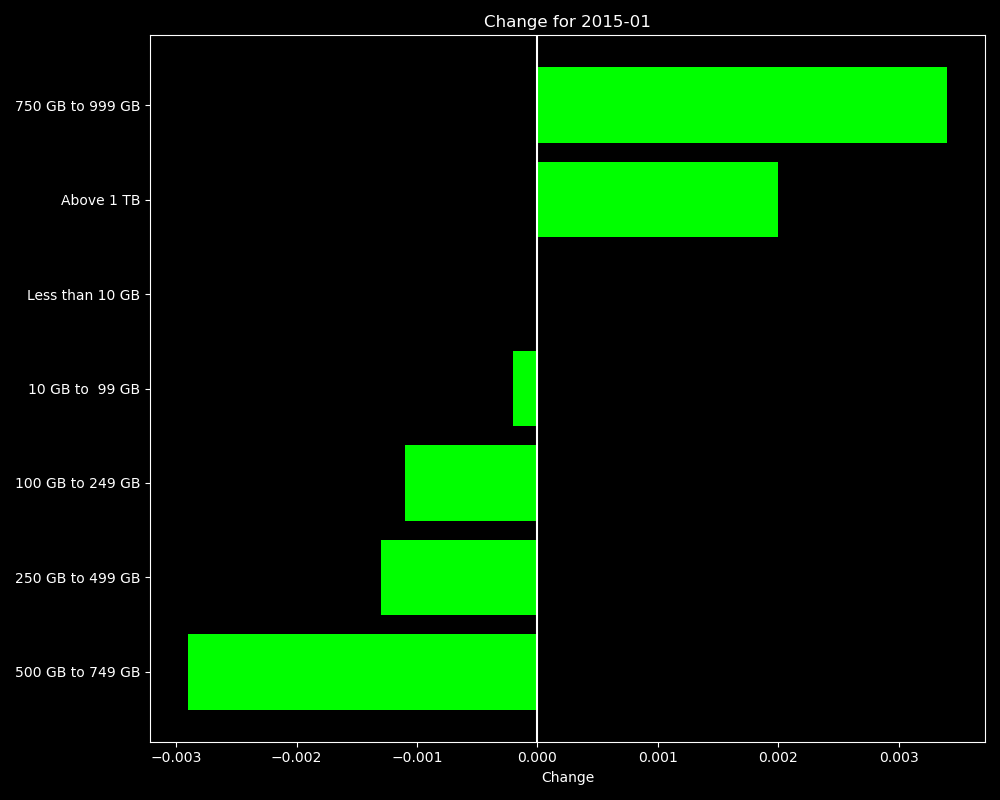 Change for 2015-01
750 GB to 999 GB
Above 1 TB
Less than 10 GB
10 GB to  99 GB
100 GB to 249 GB
250 GB to 499 GB
500 GB to 749 GB
−0.003 −0.002 −0.001 0.000 0.001 0.002 0.003
Change